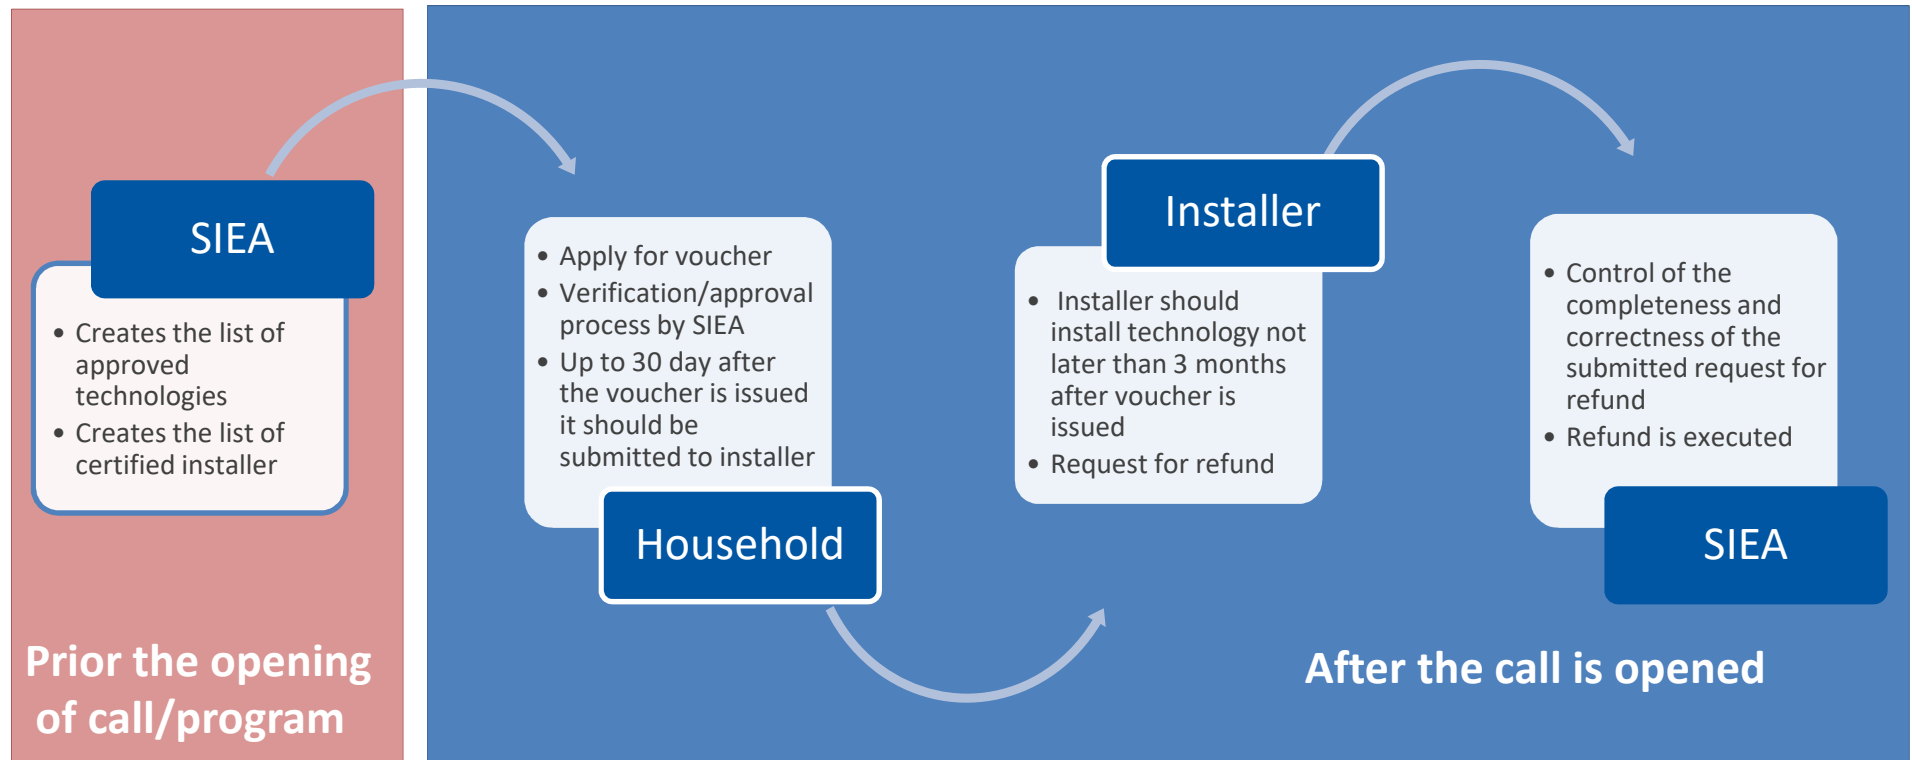 SIEA
• Creates the list of
approved
technologies
• Creates the list of
certified installer
Prior the opening
of call/program
• Apply for voucher
• Verification/approval
process by SIEA
• Up to 30 day after
the voucher is issued
it should be
submitted to installer
Household
Installer
• Installer should
install technology not
later than 3 months
after voucher is
issued
• Request for refund
• Control of the
completeness and
correctness of the
submitted request for
refund
• Refund is executed
SIEA
After the call is opened